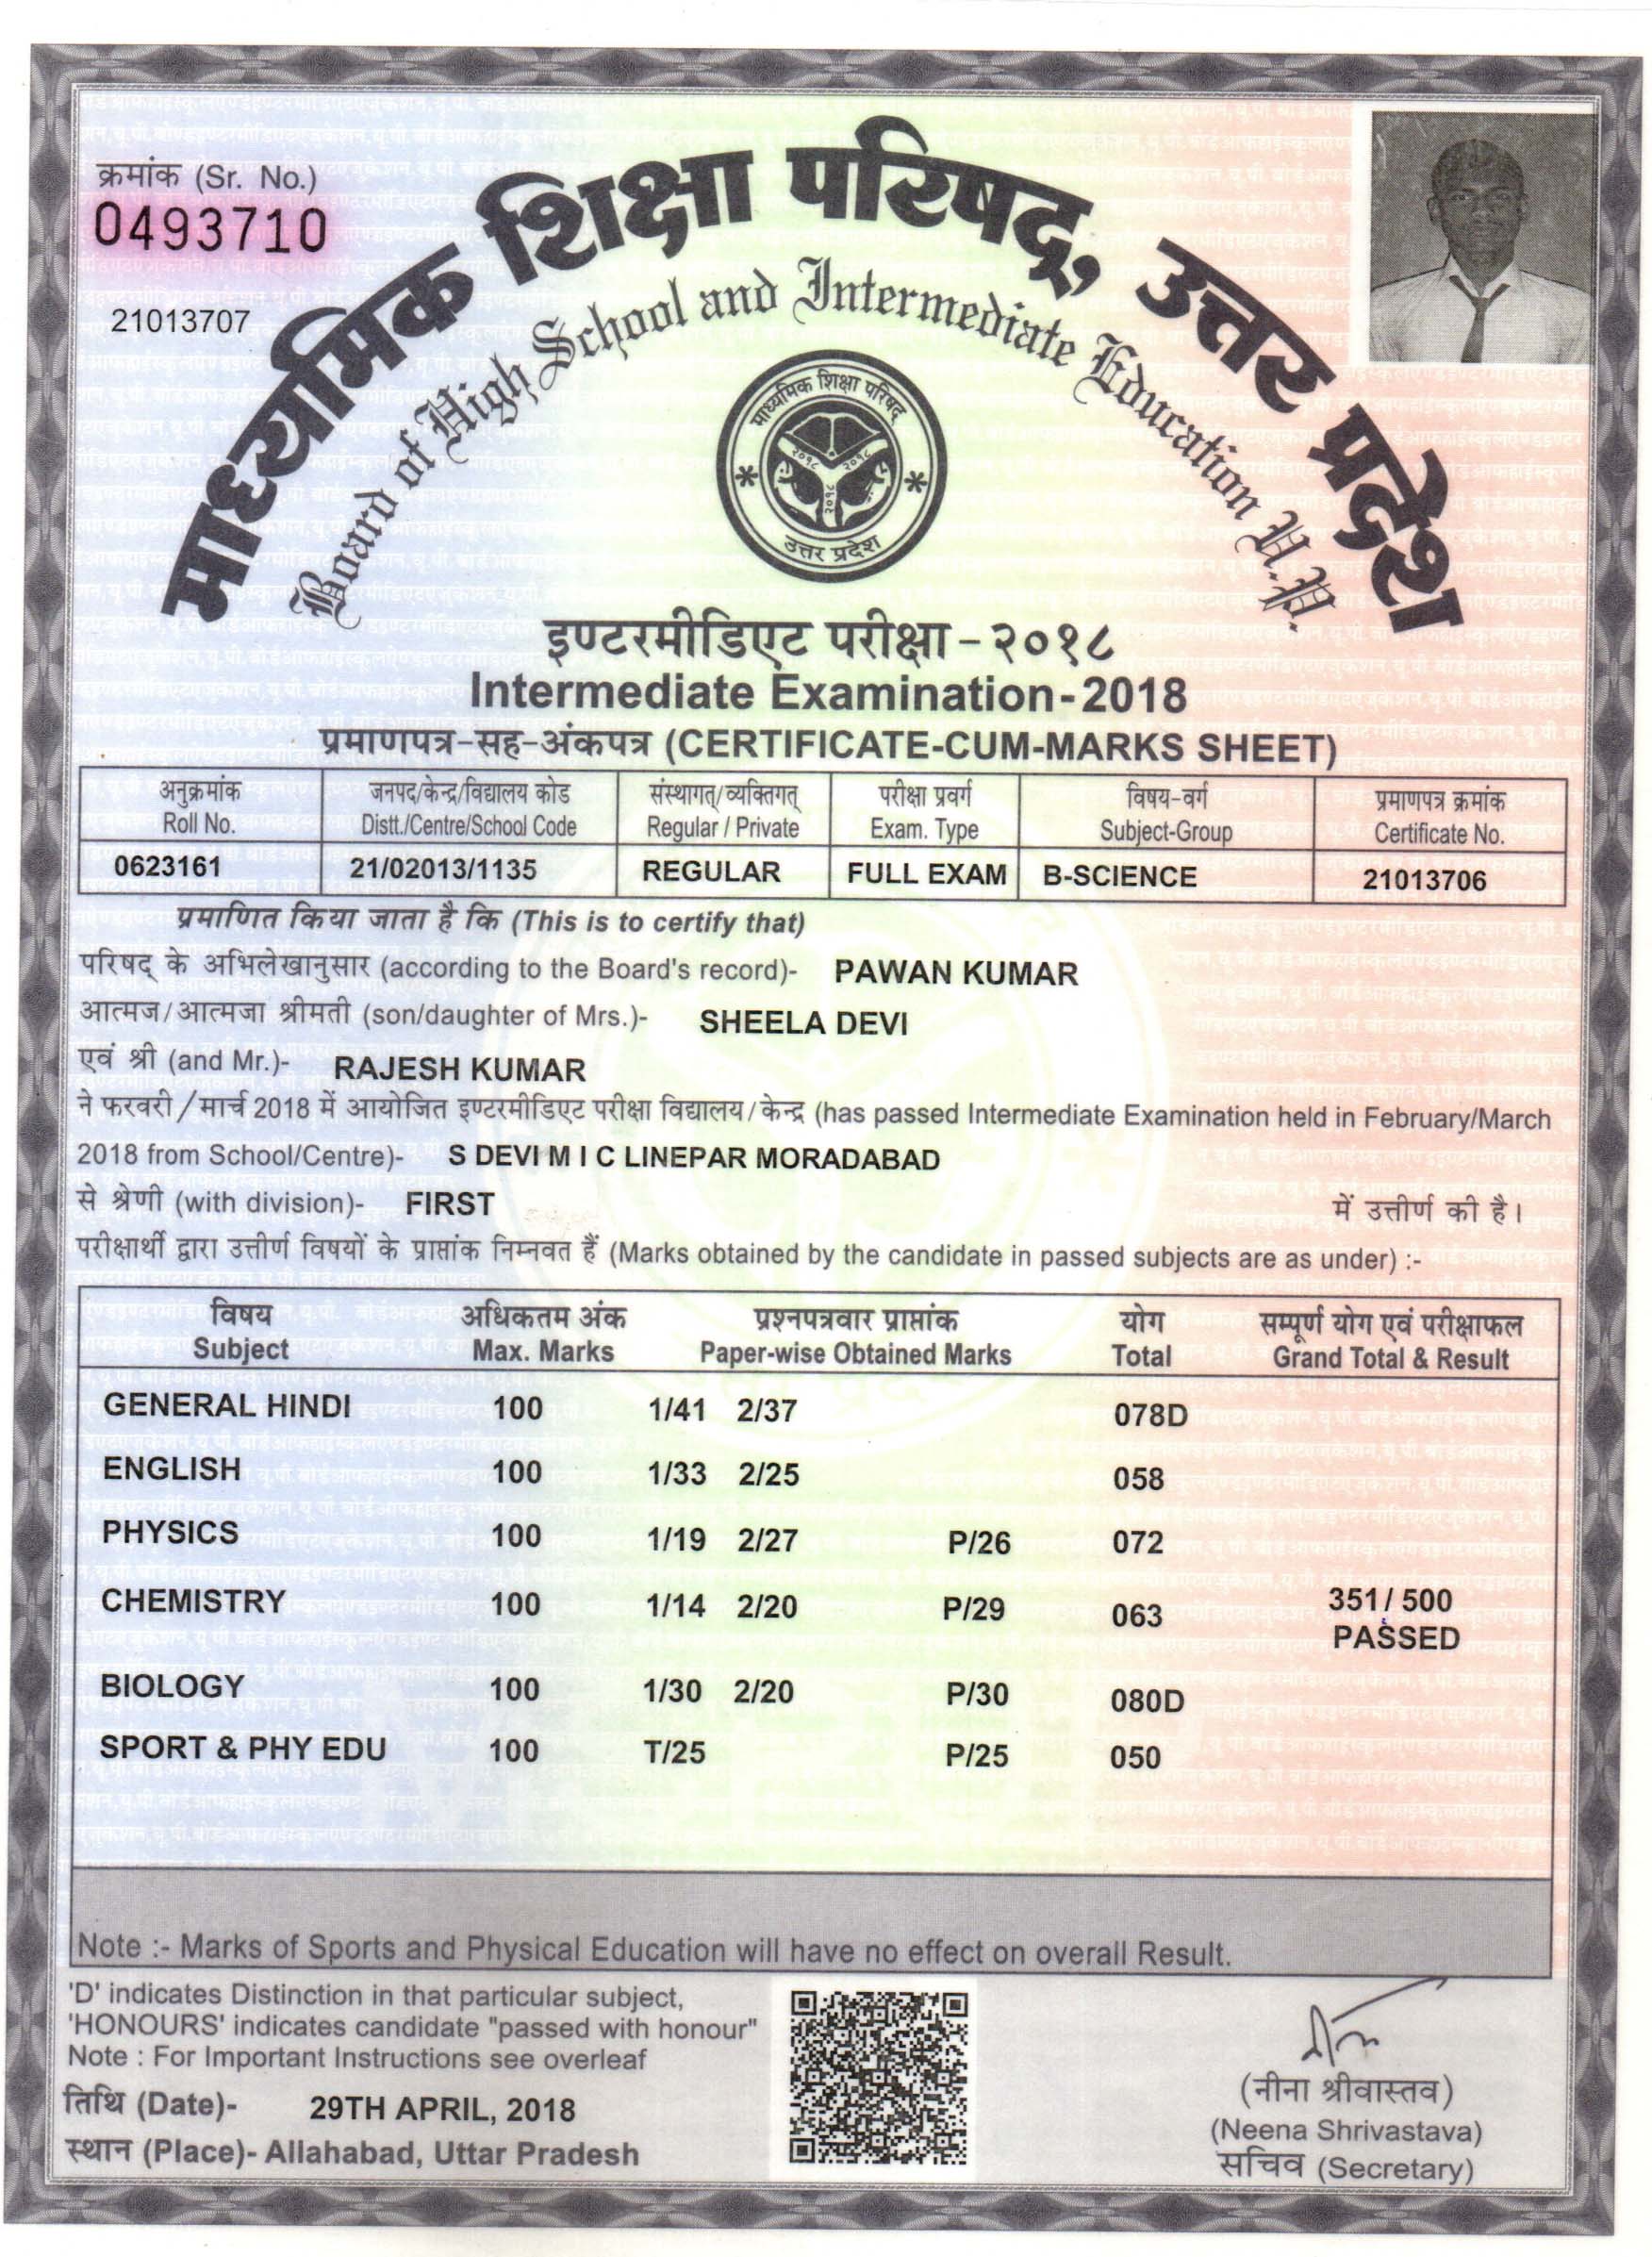 क्रमांक (Sr. No.)
0493710
21013707
माध्यमिक शिक्षा परिषद्, उत्तर प्रदेश
Board of High School and Intermediate Education U.P.
माध्यमिक शिक्षा परिषद्
२०१८ २०१८
२०१८
उत्तर प्रदेश
इण्टरमीडिएट परीक्षा - २०१८
Intermediate Examination-2018
प्रमाणपत्र-सह-अंकपत्र (CERTIFICATE-CUM-MARKS SHEET)
अनुक्रमांक जनपद/केन्द्र/विद्यालय कोड संस्थागत्/व्यक्तिगत् परीक्षा प्रवर्ग विषय-वर्ग प्रमाणपत्र क्रमांक
Roll No. Distt./Centre/School Code Regular / Private Exam. Type Subject-Group Certificate No.
0623161 21/02013/1135 REGULAR FULL EXAM B-SCIENCE 21013706
प्रमाणित किया जाता है कि (This is to certify that)
परिषद् के अभिलेखानुसार (according to the Board's record)- PAWAN KUMAR
आत्मज/आत्मजा श्रीमती (son/daughter of Mrs.)- SHEELA DEVI
एवं श्री (and Mr.)- RAJESH KUMAR
ने फरवरी/मार्च 2018 में आयोजित इण्टरमीडिएट परीक्षा विद्यालय/केन्द्र (has passed Intermediate Examination held in February/March
2018 from School/Centre)- S DEVI M I C LINEPAR MORADABAD
से श्रेणी (with division)- FIRST में उत्तीर्ण की है।
परीक्षार्थी द्वारा उत्तीर्ण विषयों के प्राप्तांक निम्नवत हैं (Marks obtained by the candidate in passed subjects are as under) :-
विषय अधिकतम अंक प्रश्नपत्रवार प्राप्तांक योग सम्पूर्ण योग एवं परीक्षाफल
Subject Max. Marks Paper-wise Obtained Marks Total Grand Total & Result
GENERAL HINDI 100 1/41 2/37 078D
ENGLISH 100 1/33 2/25 058
PHYSICS 100 1/19 2/27 P/26 072
CHEMISTRY 100 1/14 2/20 P/29 063 351/ 500
PASSED
BIOLOGY 100 1/30 2/20 P/30 080D
SPORT & PHY EDU 100 T/25 P/25 050
Note :- Marks of Sports and Physical Education will have no effect on overall Result.
'D' indicates Distinction in that particular subject,
'HONOURS' indicates candidate "passed with honour"
Note : For Important Instructions see overleaf
तिथि (Date)- 29TH APRIL, 2018
स्थान (Place)- Allahabad, Uttar Pradesh
(नीना श्रीवास्तव)
(Neena Shrivastava)
सचिव (Secretary)